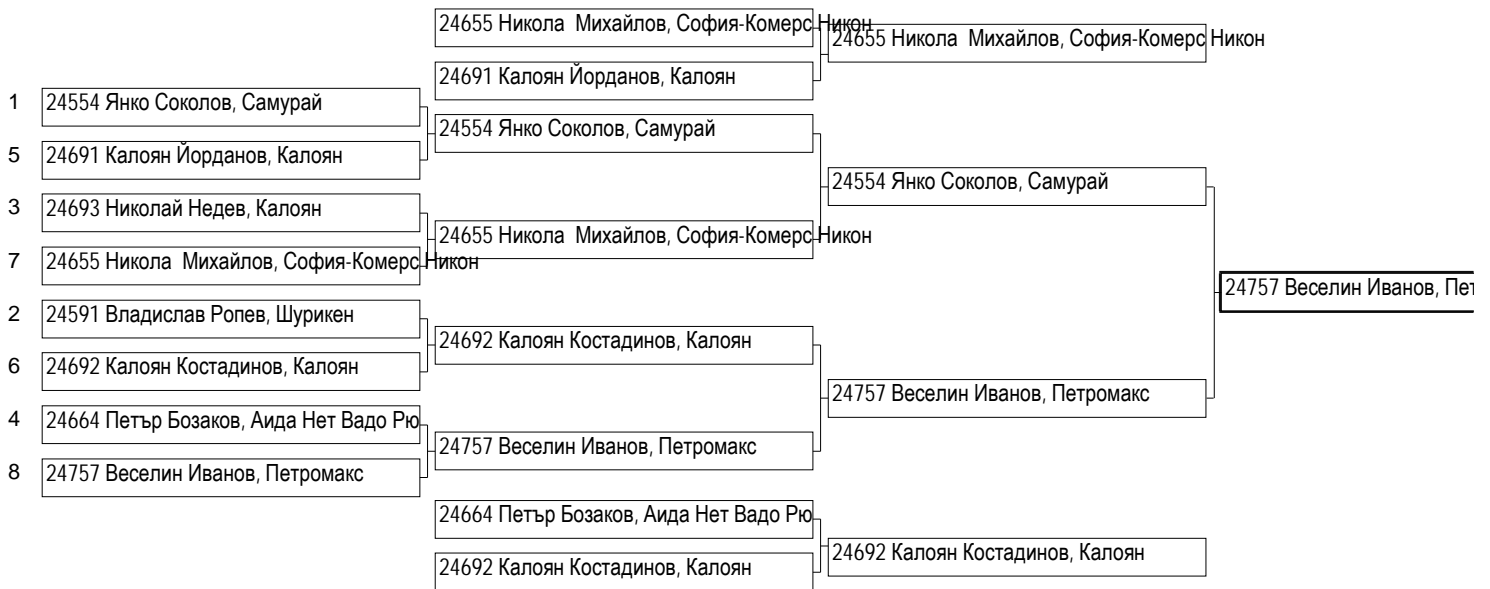 24655 Никола  Михайлов, София-Комерс Никон
24655 Никола  Михайлов, София-Комерс Никон
24691 Калоян Йорданов, Калоян
1 24554 Янко Соколов, Самурай
24554 Янко Соколов, Самурай
5 24691 Калоян Йорданов, Калоян
24554 Янко Соколов, Самурай
3 24693 Николай Недев, Калоян
24655 Никола  Михайлов, София-Комерс Никон
7 24655 Никола  Михайлов, София-Комерс Никон
24757 Веселин Иванов, Пет
2 24591 Владислав Ропев, Шурикен
24692 Калоян Костадинов, Калоян
6 24692 Калоян Костадинов, Калоян
24757 Веселин Иванов, Петромакс
4 24664 Петър Бозаков, Аида Нет Вадо Рю
24757 Веселин Иванов, Петромакс
8 24757 Веселин Иванов, Петромакс
24664 Петър Бозаков, Аида Нет Вадо Рю
24692 Калоян Костадинов, Калоян
24692 Калоян Костадинов, Калоян